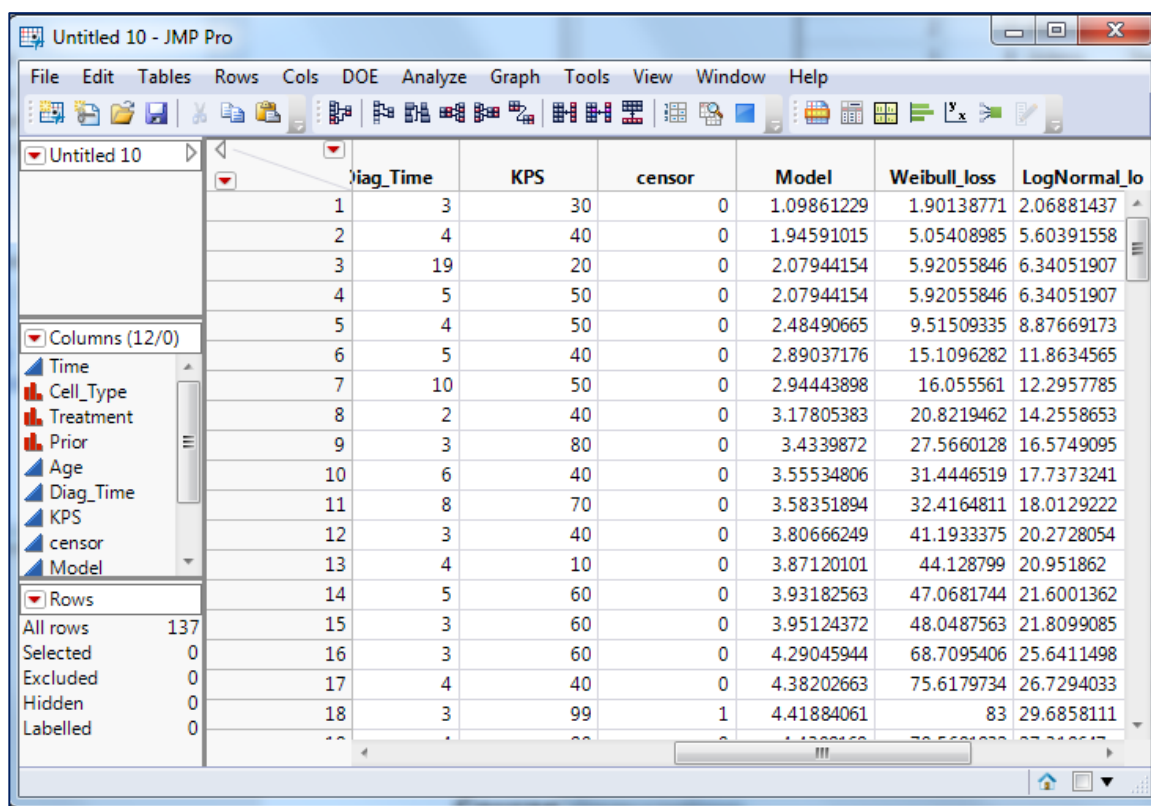 Untitled 10 - JMP Pro
File Edit Tables Rows Cols DOE Analyze Graph Tools View Window Help
Untitled 10
Columns (12/0)
Time
Cell_Type
Treatment
Prior
Age
Diag_Time
KPS
censor
Model
Rows
All rows 137
Selected 0
Excluded 0
Hidden 0
Labelled 0
Diag_Time KPS censor Model Weibull_loss LogNormal_lo
1 3 30 0 1.09861229 1.90138771 2.06881437
2 4 40 0 1.94591015 5.05408985 5.60391558
3 19 20 0 2.07944154 5.92055846 6.34051907
4 5 50 0 2.07944154 5.92055846 6.34051907
5 4 50 0 2.48490665 9.51509335 8.87669173
6 5 40 0 2.89037176 15.1096282 11.8634565
7 10 50 0 2.94443898 16.055561 12.2957785
8 2 40 0 3.17805383 20.8219462 14.2558653
9 3 80 0 3.4339872 27.5660128 16.5749095
10 6 40 0 3.55534806 31.4446519 17.7373241
11 8 70 0 3.58351894 32.4164811 18.0129222
12 3 40 0 3.80666249 41.1933375 20.2728054
13 4 10 0 3.87120101 44.128799 20.951862
14 5 60 0 3.93182563 47.0681744 21.6001362
15 3 60 0 3.95124372 48.0487563 21.8099085
16 3 60 0 4.29045944 68.7095406 25.6411498
17 4 40 0 4.38202663 75.6179734 26.7294033
18 3 99 1 4.41884061 83 29.6858111